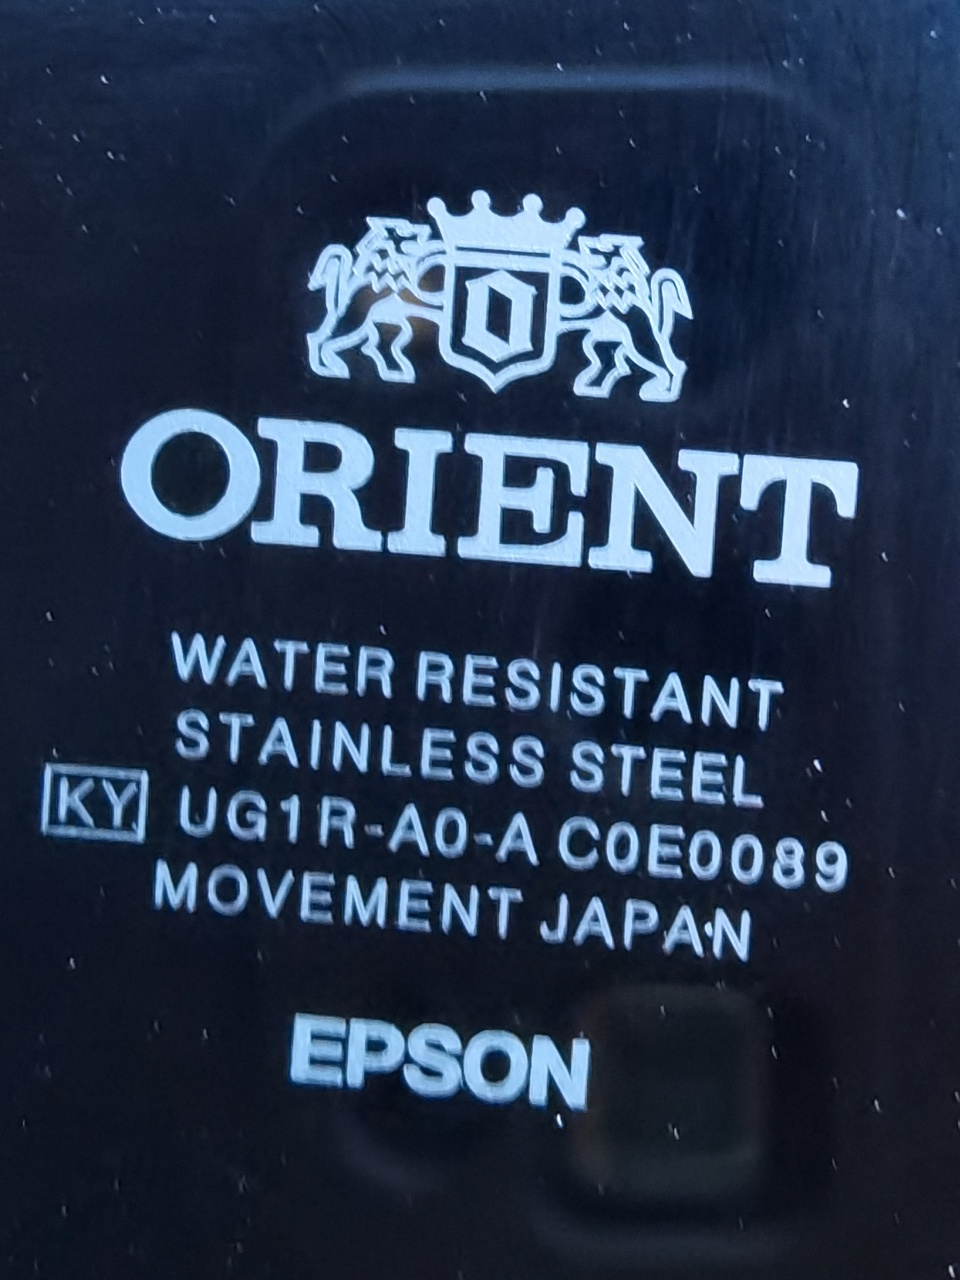 ORIENT
WATER RESISTANT
STAINLESS STEEL
KY UG1R-A0-A C0E0089
MOVEMENT JAPAN
EPSON